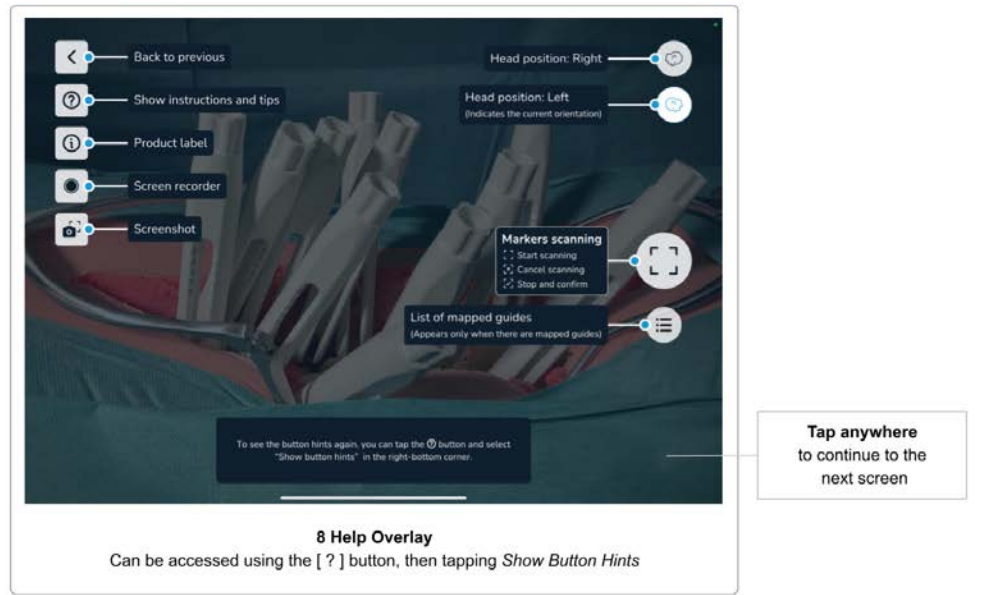 Back to previous
Show instructions and tips
Product label
Screen recorder
Screenshot
Head position: Right
Head position: Left
(Indicates the current orientation)
Markers scanning
Start scanning
Cancel scanning
Stop and confirm
List of mapped guides
(Appears only when there are mapped guides)
To see the button hints again, you can tap the ? button and select
"Show button hints" in the right-bottom corner.
Tap anywhere
to continue to the
next screen
8 Help Overlay
Can be accessed using the [ ? ] button, then tapping Show Button Hints